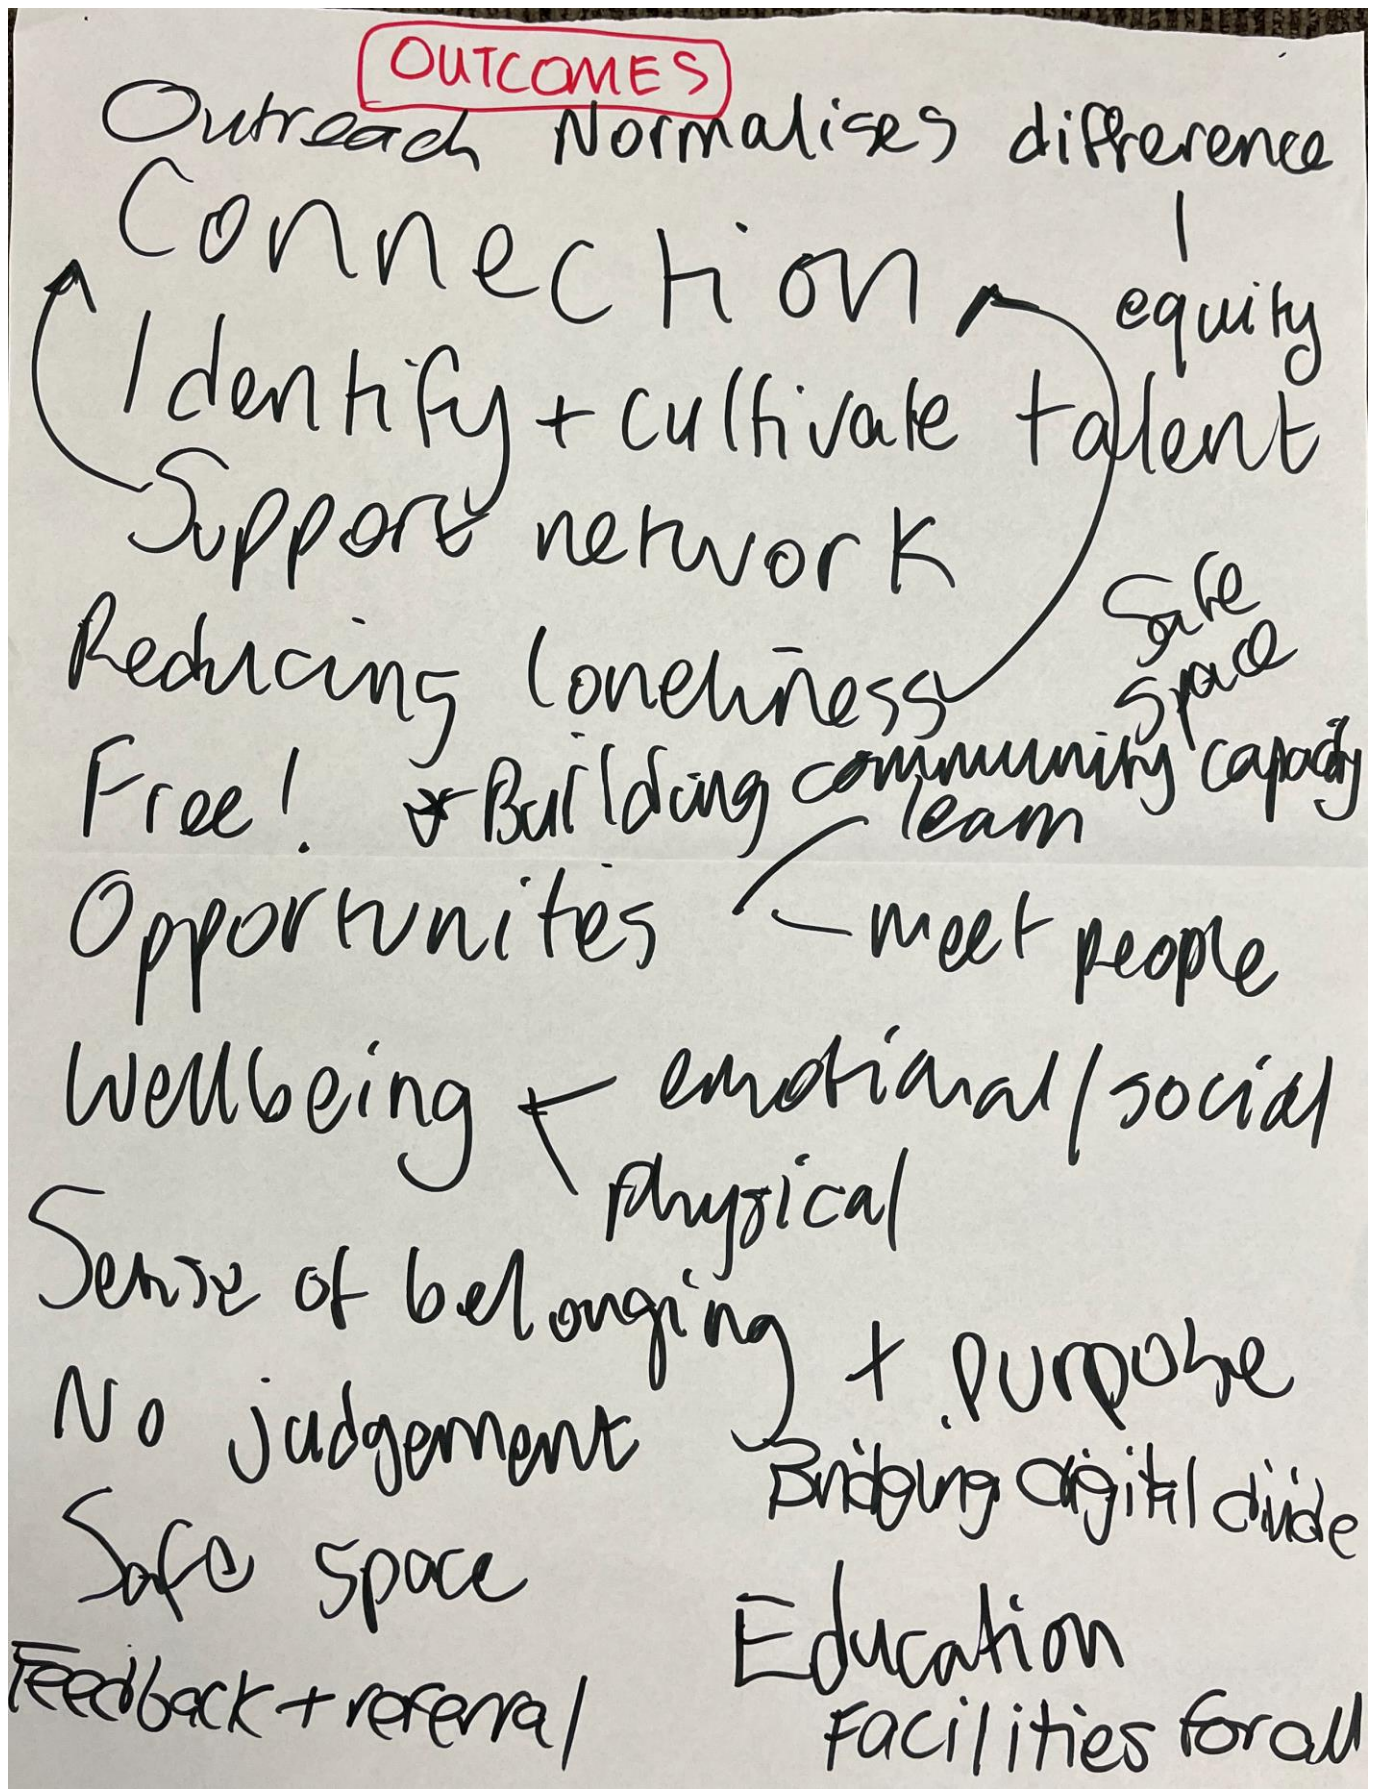 OUTCOMES
Outreach Normalises difference
Connection
equity
Identify + cultivate talent
Support network
Safe
space
Reducing loneliness
Free! Building community capacity
learn
Opportunities
meet people
Wellbeing emotional/social
physical
Sense of belonging
+ purpose
No judgement
Bridging digital divide
Safe space
Education
Feedback + referral
Facilities for all